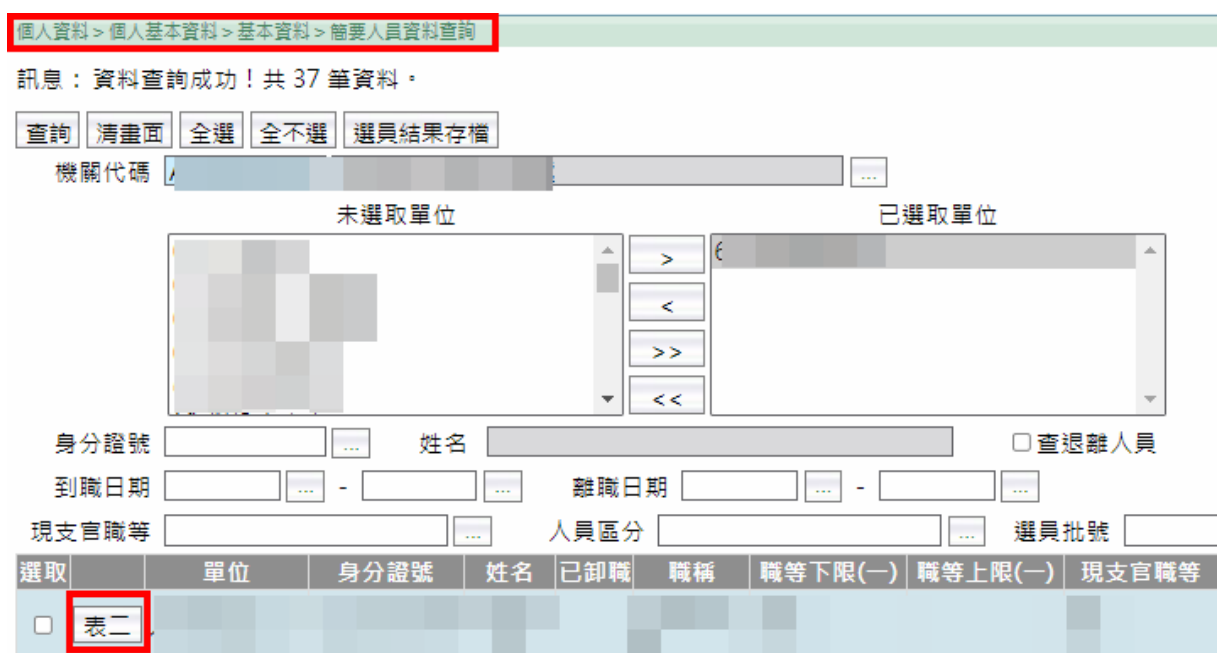 個人資料 > 個人基本資料 > 基本資料 > 簡要人員資料查詢
訊息： 資料查詢成功！共 37 筆資料。
查詢 清畫面 全選 全不選 選員結果存檔
機關代碼 ...
未選取單位 已選取單位
> 6
<
>>
<<
身分證號 ... 姓名 查退離人員
到職日期 ... - ... 離職日期 ... - ...
現支官職等 ... 人員區分 ... 選員批號
選取 單位 身分證號 姓名 已卸職 職稱 職等下限(一) 職等上限(一) 現支官職等
表二